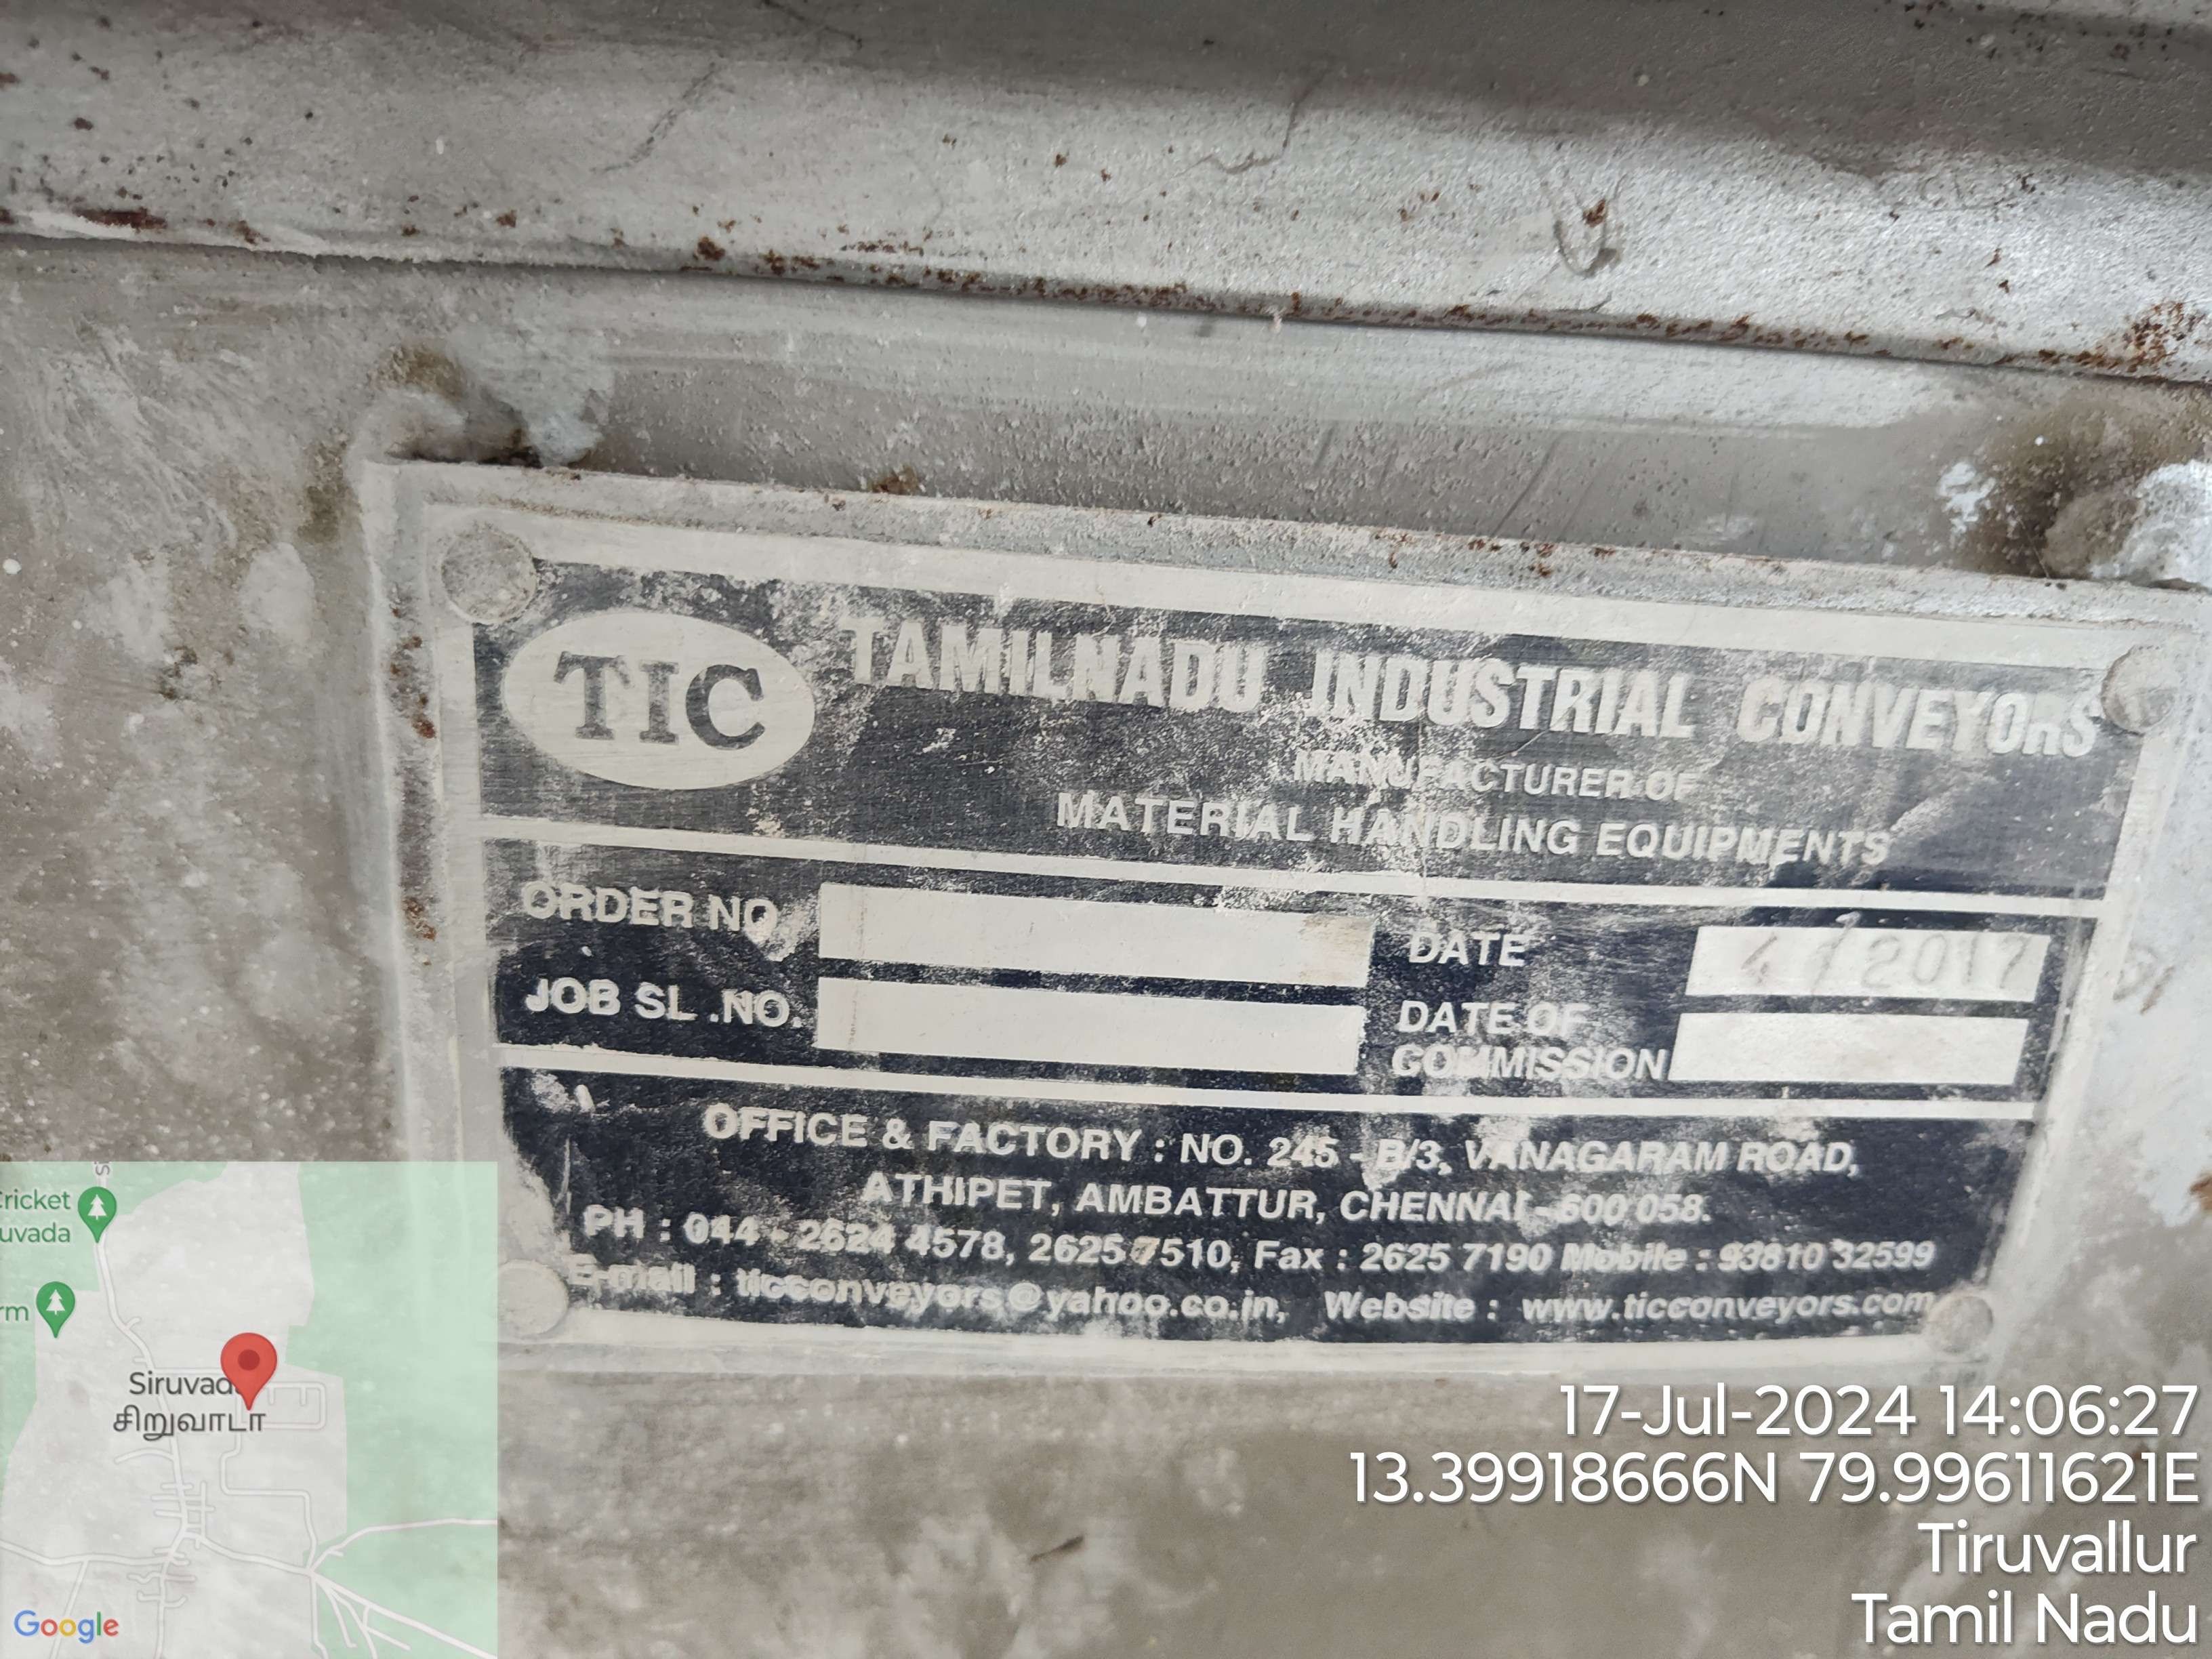 TIC
TAMILNADU INDUSTRIAL CONVEYORS
MANUFACTURER OF
MATERIAL HANDLING EQUIPMENTS
ORDER NO.
DATE 4/2017
JOB SL .NO.
DATE OF
COMMISSION
OFFICE & FACTORY : NO. 245 - B/3, VANAGARAM ROAD,
ATHIPET, AMBATTUR, CHENNAI - 600 058.
PH : 044 - 2624 4578, 2625 7510, Fax : 2625 7190 Mobile : 93810 32599
E-mail : ticconveyors@yahoo.co.in, Website : www.ticconveyors.com
Siruvada
சிறுவாடா
Google
17-Jul-2024 14:06:27
13.39918666N 79.99611621E
Tiruvallur
Tamil Nadu